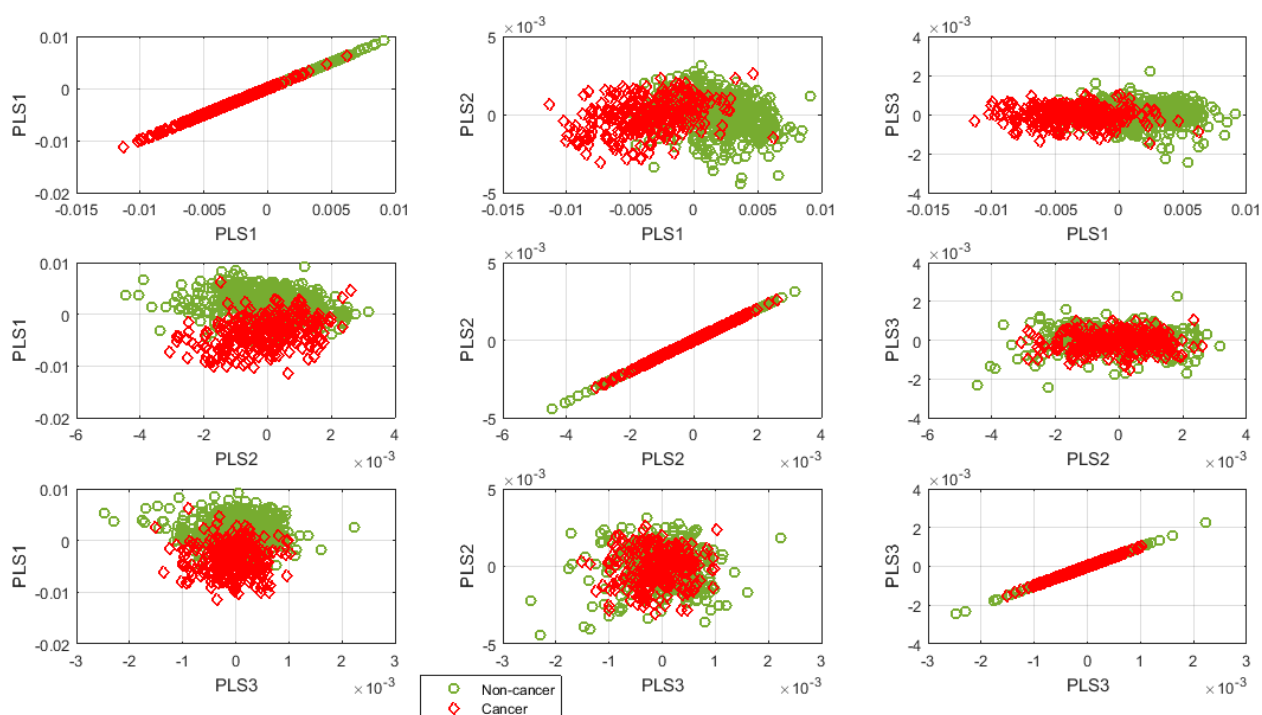 ×10⁻³
×10⁻³
0.01
0
-0.01
-0.02
PLS1
-0.015 -0.01 -0.005 0 0.005 0.01
PLS1
5
0
-5
PLS2
-0.015 -0.01 -0.005 0 0.005 0.01
PLS1
4
2
0
-2
-4
PLS3
-0.015 -0.01 -0.005 0 0.005 0.01
PLS1
0.01
0
-0.01
-0.02
PLS1
-6 -4 -2 0 2 4
PLS2 ×10⁻³
×10⁻³
5
0
-5
PLS2
-6 -4 -2 0 2 4
PLS2 ×10⁻³
×10⁻³
4
2
0
-2
-4
PLS3
-6 -4 -2 0 2 4
PLS2 ×10⁻³
0.01
0
-0.01
-0.02
PLS1
-3 -2 -1 0 1 2 3
PLS3 ×10⁻³
×10⁻³
5
0
-5
PLS2
-3 -2 -1 0 1 2 3
PLS3 ×10⁻³
×10⁻³
4
2
0
-2
-4
PLS3
-3 -2 -1 0 1 2 3
PLS3 ×10⁻³
Non-cancer
Cancer